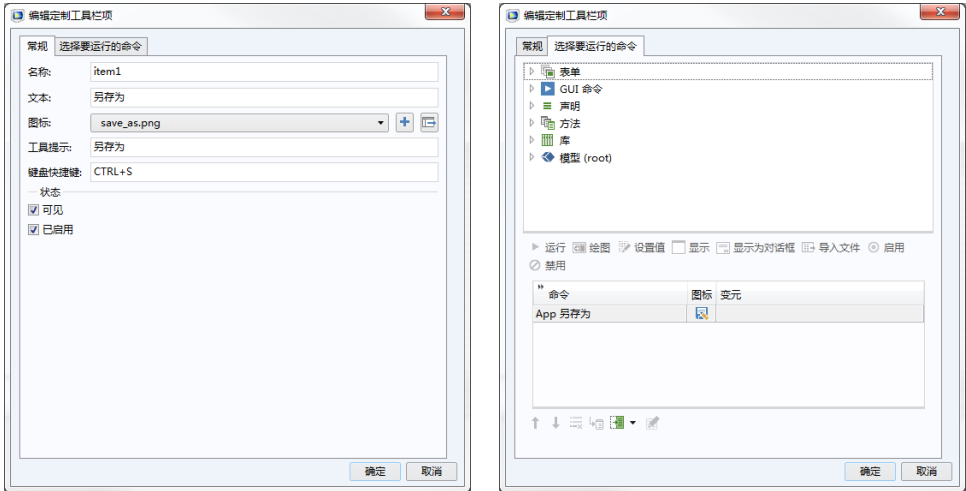 编辑定制工具栏项
常规 选择要运行的命令
名称: item1
文本: 另存为
图标: save_as.png
工具提示: 另存为
键盘快捷键: CTRL+S
状态
可见
已启用
确定 取消
编辑定制工具栏项
常规 选择要运行的命令
表单
GUI 命令
声明
方法
库
模型 (root)
运行 绘图 设置值 显示 显示为对话框 导入文件 启用
禁用
命令 图标 变元
App 另存为
确定 取消